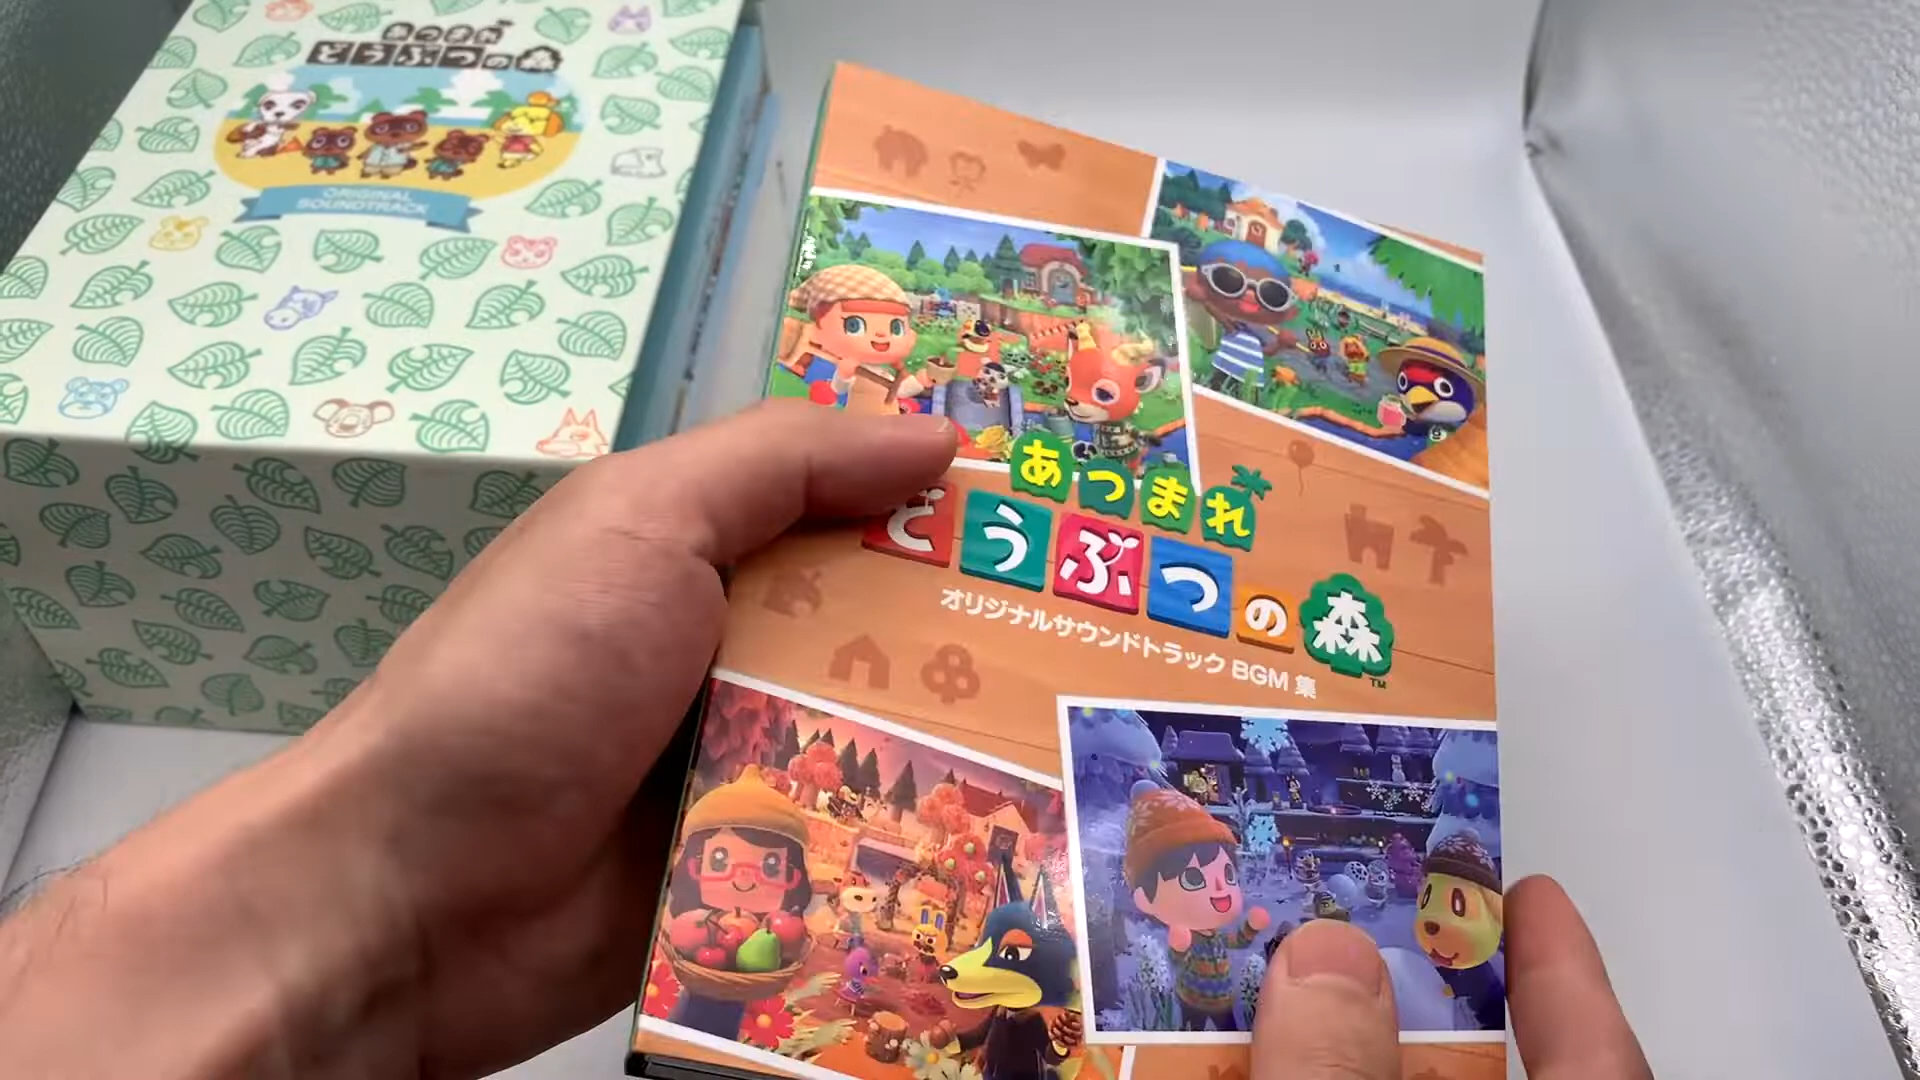 あつまれ
どうぶつの森
ORIGINAL
SOUNDTRACK
あつまれ
どうぶつの森
TM
オリジナルサウンドトラック BGM 集